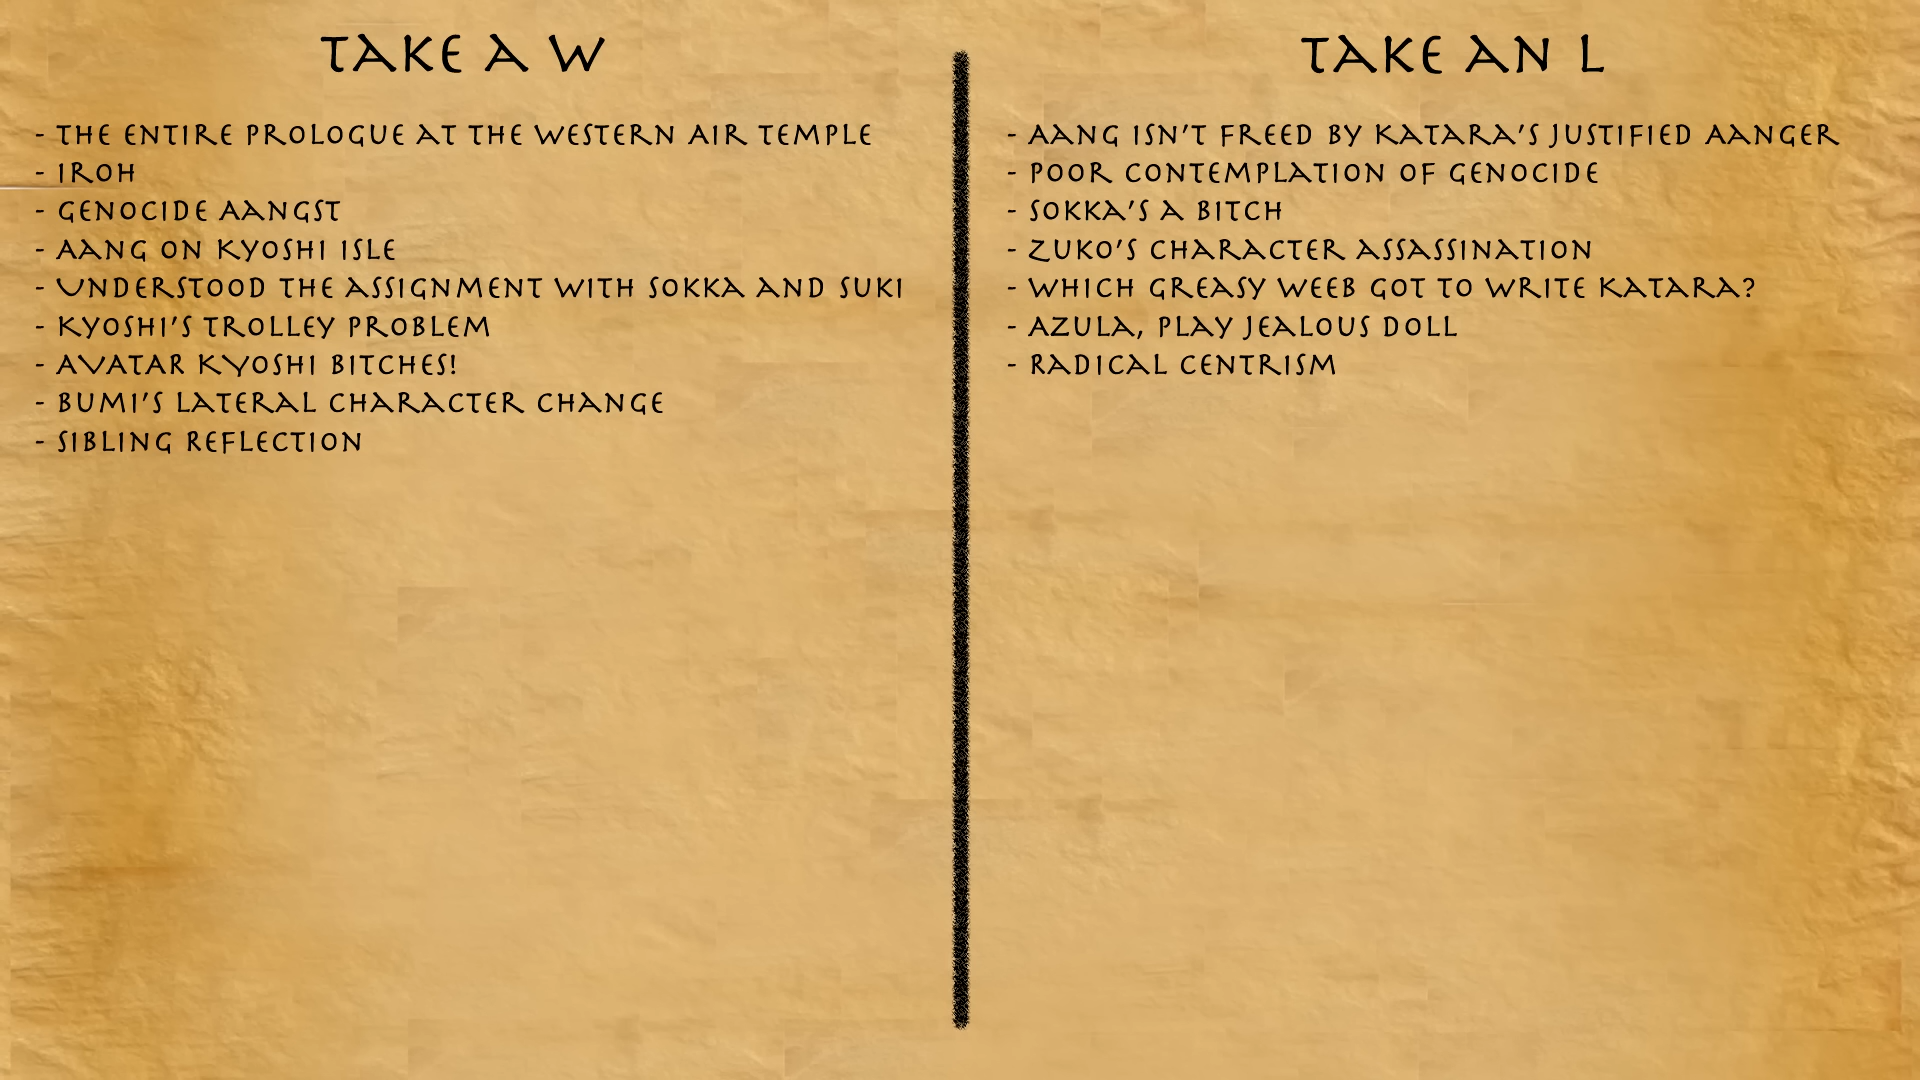 TAKE A W
- THE ENTIRE PROLOGUE AT THE WESTERN AIR TEMPLE
- IROH
- GENOCIDE AANGST
- AANG ON KYOSHI ISLE
- UNDERSTOOD THE ASSIGNMENT WITH SOKKA AND SUKI
- KYOSHI'S TROLLEY PROBLEM
- AVATAR KYOSHI BITCHES!
- BUMI'S LATERAL CHARACTER CHANGE
- SIBLING REFLECTION
TAKE AN L
- AANG ISN'T FREED BY KATARA'S JUSTIFIED AANGER
- POOR CONTEMPLATION OF GENOCIDE
- SOKKA'S A BITCH
- ZUKO'S CHARACTER ASSASSINATION
- WHICH GREASY WEEB GOT TO WRITE KATARA?
- AZULA, PLAY JEALOUS DOLL
- RADICAL CENTRISM